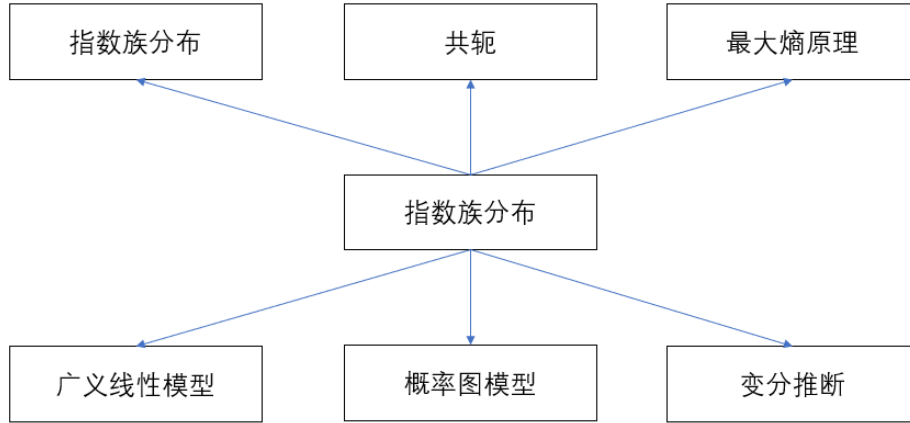 指数族分布
共轭
最大熵原理
指数族分布
广义线性模型
概率图模型
变分推断